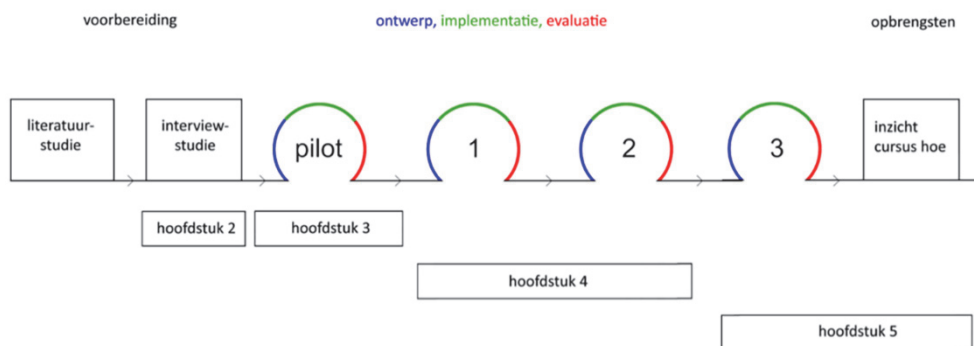 voorbereiding
ontwerp, implementatie, evaluatie
opbrengsten
literatuur-
studie
interview-
studie
pilot
1
2
3
inzicht
cursus hoe
hoofdstuk 2
hoofdstuk 3
hoofdstuk 4
hoofdstuk 5